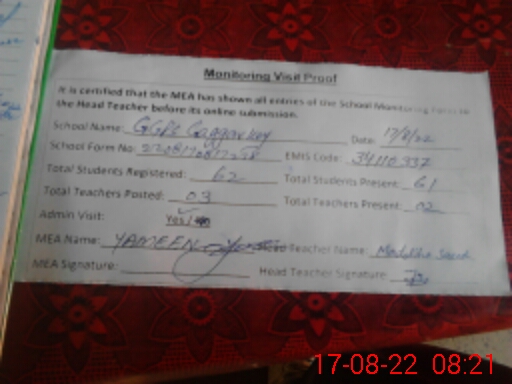 Monitoring Visit Proof
It is certified that the MEA has shown all entries of the School Monitoring Form to
the Head Teacher before its online submission.
School Name: GGPS Date: 17/8/22
School Form No: EMIS Code:
Total Students Registered: 62 Total Students Present: 61
Total Teachers Posted: 03 Total Teachers Present: 02
Admin Visit: Yes /
MEA Name: YAMEEN Teacher Name:
MEA Signature: Head Teacher Signature
17-08-22 08:21